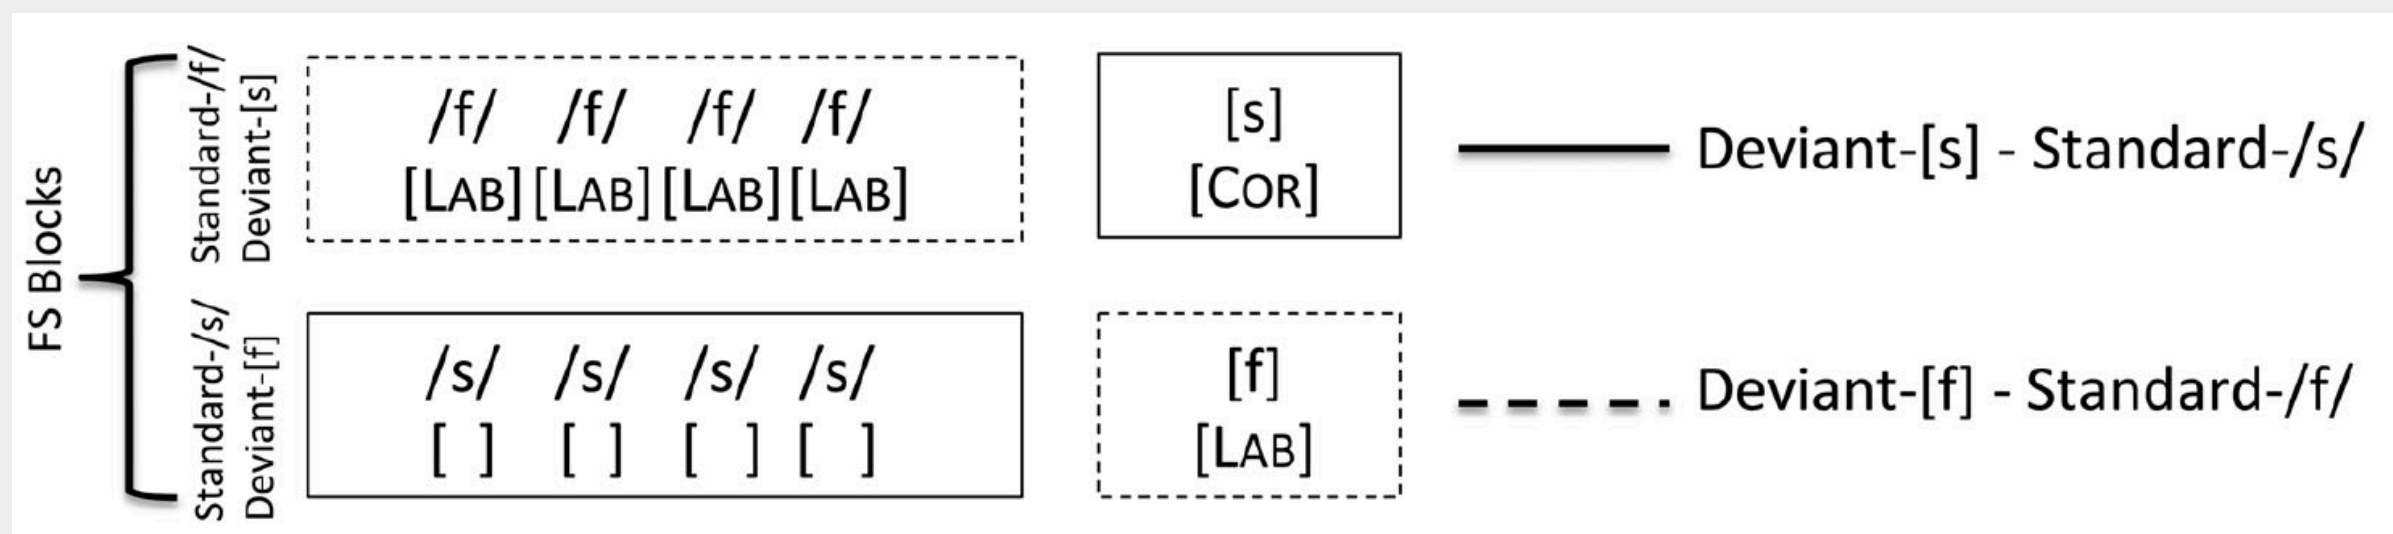 FS Blocks
Standard-/f/
Deviant-[s]
/f/ /f/ /f/ /f/
[LAB] [LAB] [LAB] [LAB]
[s]
[COR]
Deviant-[s] - Standard-/s/
Standard-/s/
Deviant-[f]
/s/ /s/ /s/ /s/
[ ] [ ] [ ] [ ]
[f]
[LAB]
Deviant-[f] - Standard-/f/